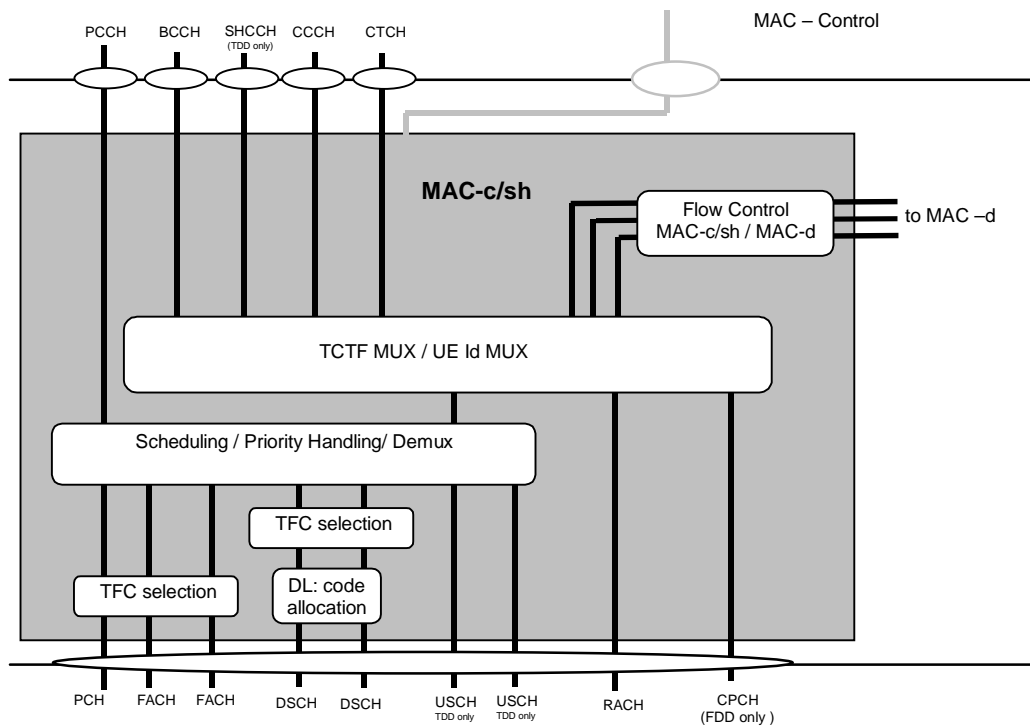 MAC – Control
PCCH
BCCH
SHCCH
(TDD only)
CCCH
CTCH
MAC-c/sh
Flow Control
MAC-c/sh / MAC-d
to MAC –d
TCTF MUX / UE Id MUX
Scheduling / Priority Handling/ Demux
TFC selection
TFC selection
DL: code
allocation
PCH
FACH
FACH
DSCH
DSCH
USCH
TDD only
USCH
TDD only
RACH
CPCH
(FDD only )